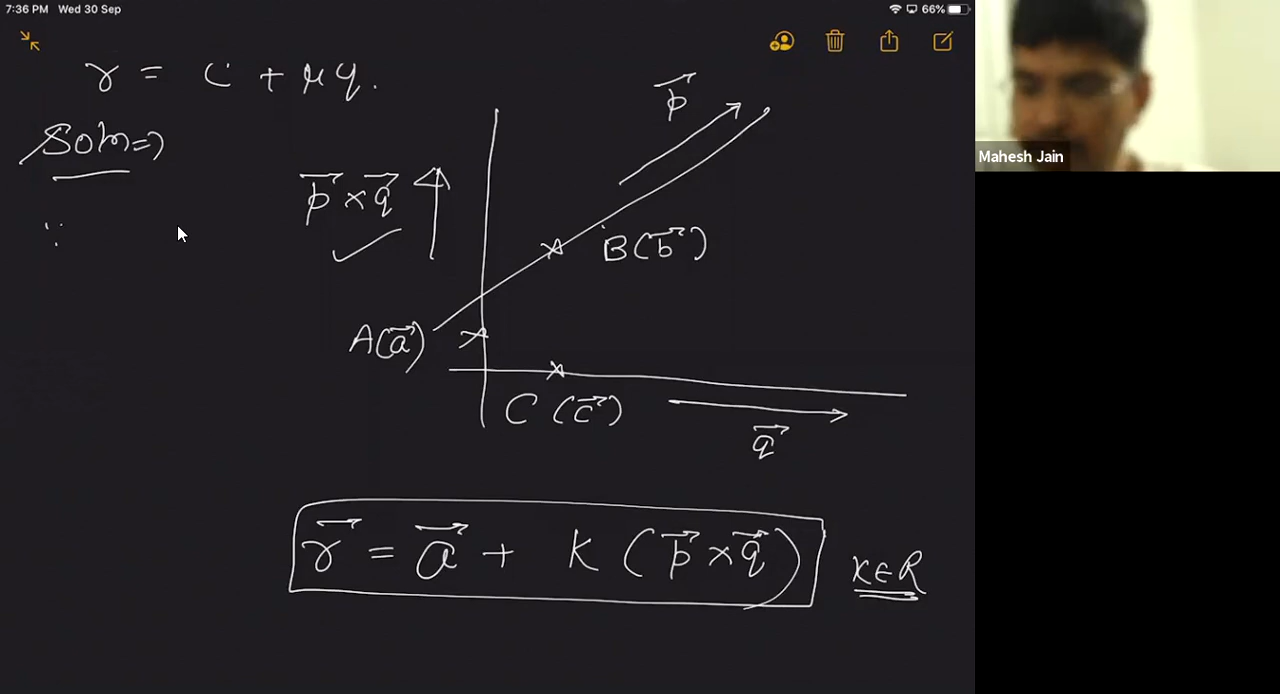 7:36 PM Wed 30 Sep
66%
Mahesh Jain
r = c + μq.
Soln⇒
p⃗
p⃗ × q⃗
∵
B(b⃗)
A(a⃗)
C(c⃗)
q⃗
r⃗ = a⃗ + K(p⃗ × q⃗)
K∈R